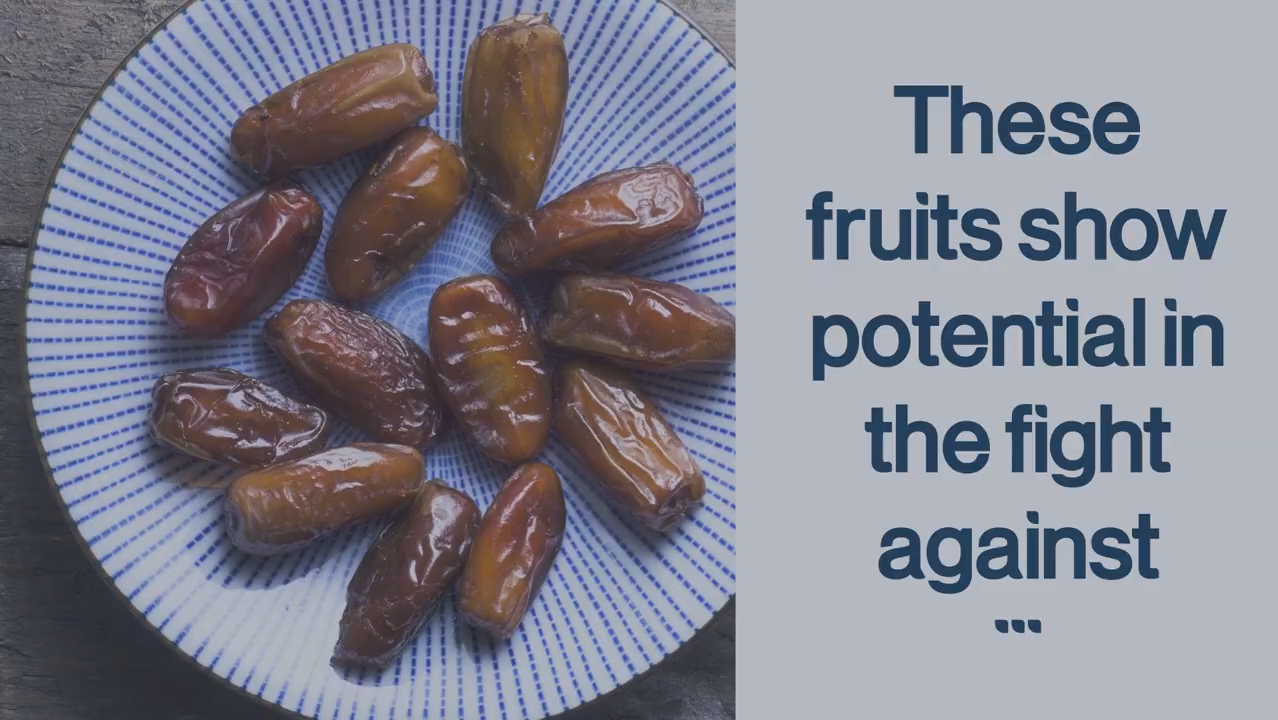 These
fruits show
potential in
the fight
against
...